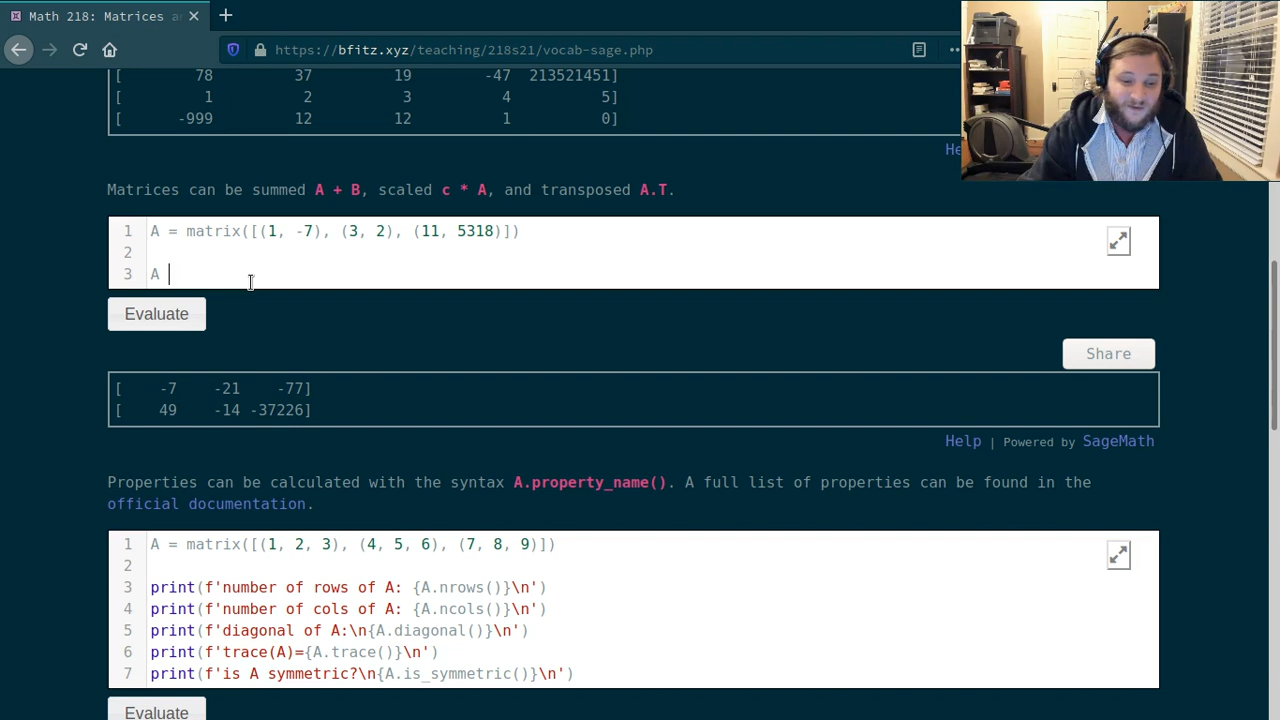 Math 218: Matrices a
https://bfitz.xyz/teaching/218s21/vocab-sage.php
[ 78 37 19 -47 213521451]
[ 1 2 3 4 5]
[ -999 12 12 1 0]
He
Matrices can be summed A + B, scaled c * A, and transposed A.T.
1 A = matrix([(1, -7), (3, 2), (11, 5318)])
2
3 A
Evaluate
Share
[ -7 -21 -77]
[ 49 -14 -37226]
Help | Powered by SageMath
Properties can be calculated with the syntax A.property_name(). A full list of properties can be found in the
official documentation.
1 A = matrix([(1, 2, 3), (4, 5, 6), (7, 8, 9)])
2
3 print(f'number of rows of A: {A.nrows()}\n')
4 print(f'number of cols of A: {A.ncols()}\n')
5 print(f'diagonal of A:\n{A.diagonal()}\n')
6 print(f'trace(A)={A.trace()}\n')
7 print(f'is A symmetric?\n{A.is_symmetric()}\n')
Evaluate